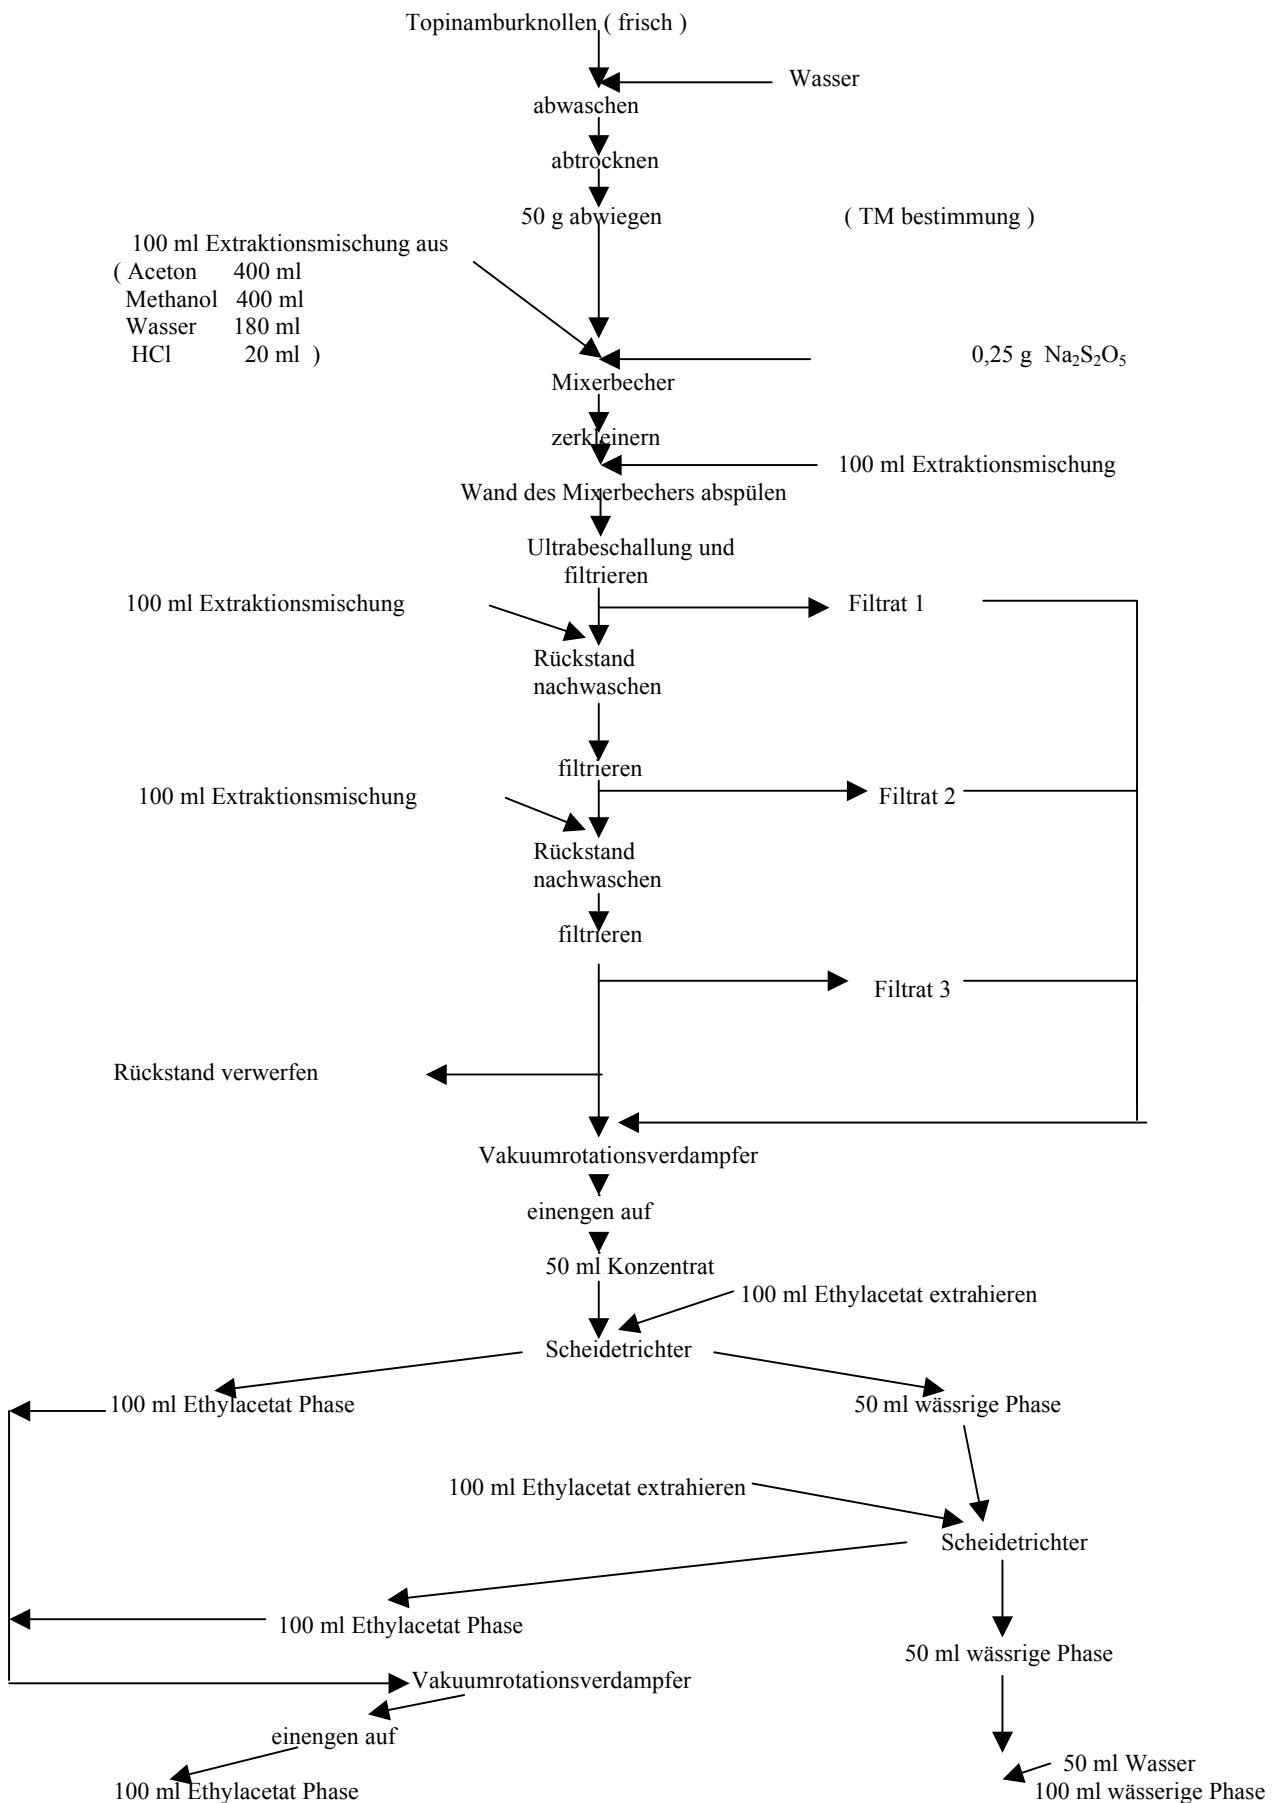 Topinamburknollen ( frisch )
Wasser
abwaschen
abtrocknen
50 g abwiegen
( TM bestimmung )
100 ml Extraktionsmischung aus
( Aceton 400 ml
Methanol 400 ml
Wasser 180 ml
HCl 20 ml )
0,25 g Na₂S₂O₅
Mixerbecher
zerkleinern
100 ml Extraktionsmischung
Wand des Mixerbechers abspülen
Ultrabeschallung und
filtrieren
100 ml Extraktionsmischung
Filtrat 1
Rückstand
nachwaschen
filtrieren
100 ml Extraktionsmischung
Filtrat 2
Rückstand
nachwaschen
filtrieren
Filtrat 3
Rückstand verwerfen
Vakuumrotationsverdampfer
einengen auf
50 ml Konzentrat
100 ml Ethylacetat extrahieren
Scheidetrichter
100 ml Ethylacetat Phase
50 ml wässrige Phase
100 ml Ethylacetat extrahieren
Scheidetrichter
100 ml Ethylacetat Phase
50 ml wässrige Phase
Vakuumrotationsverdampfer
einengen auf
50 ml Wasser
100 ml Ethylacetat Phase
100 ml wässerige Phase